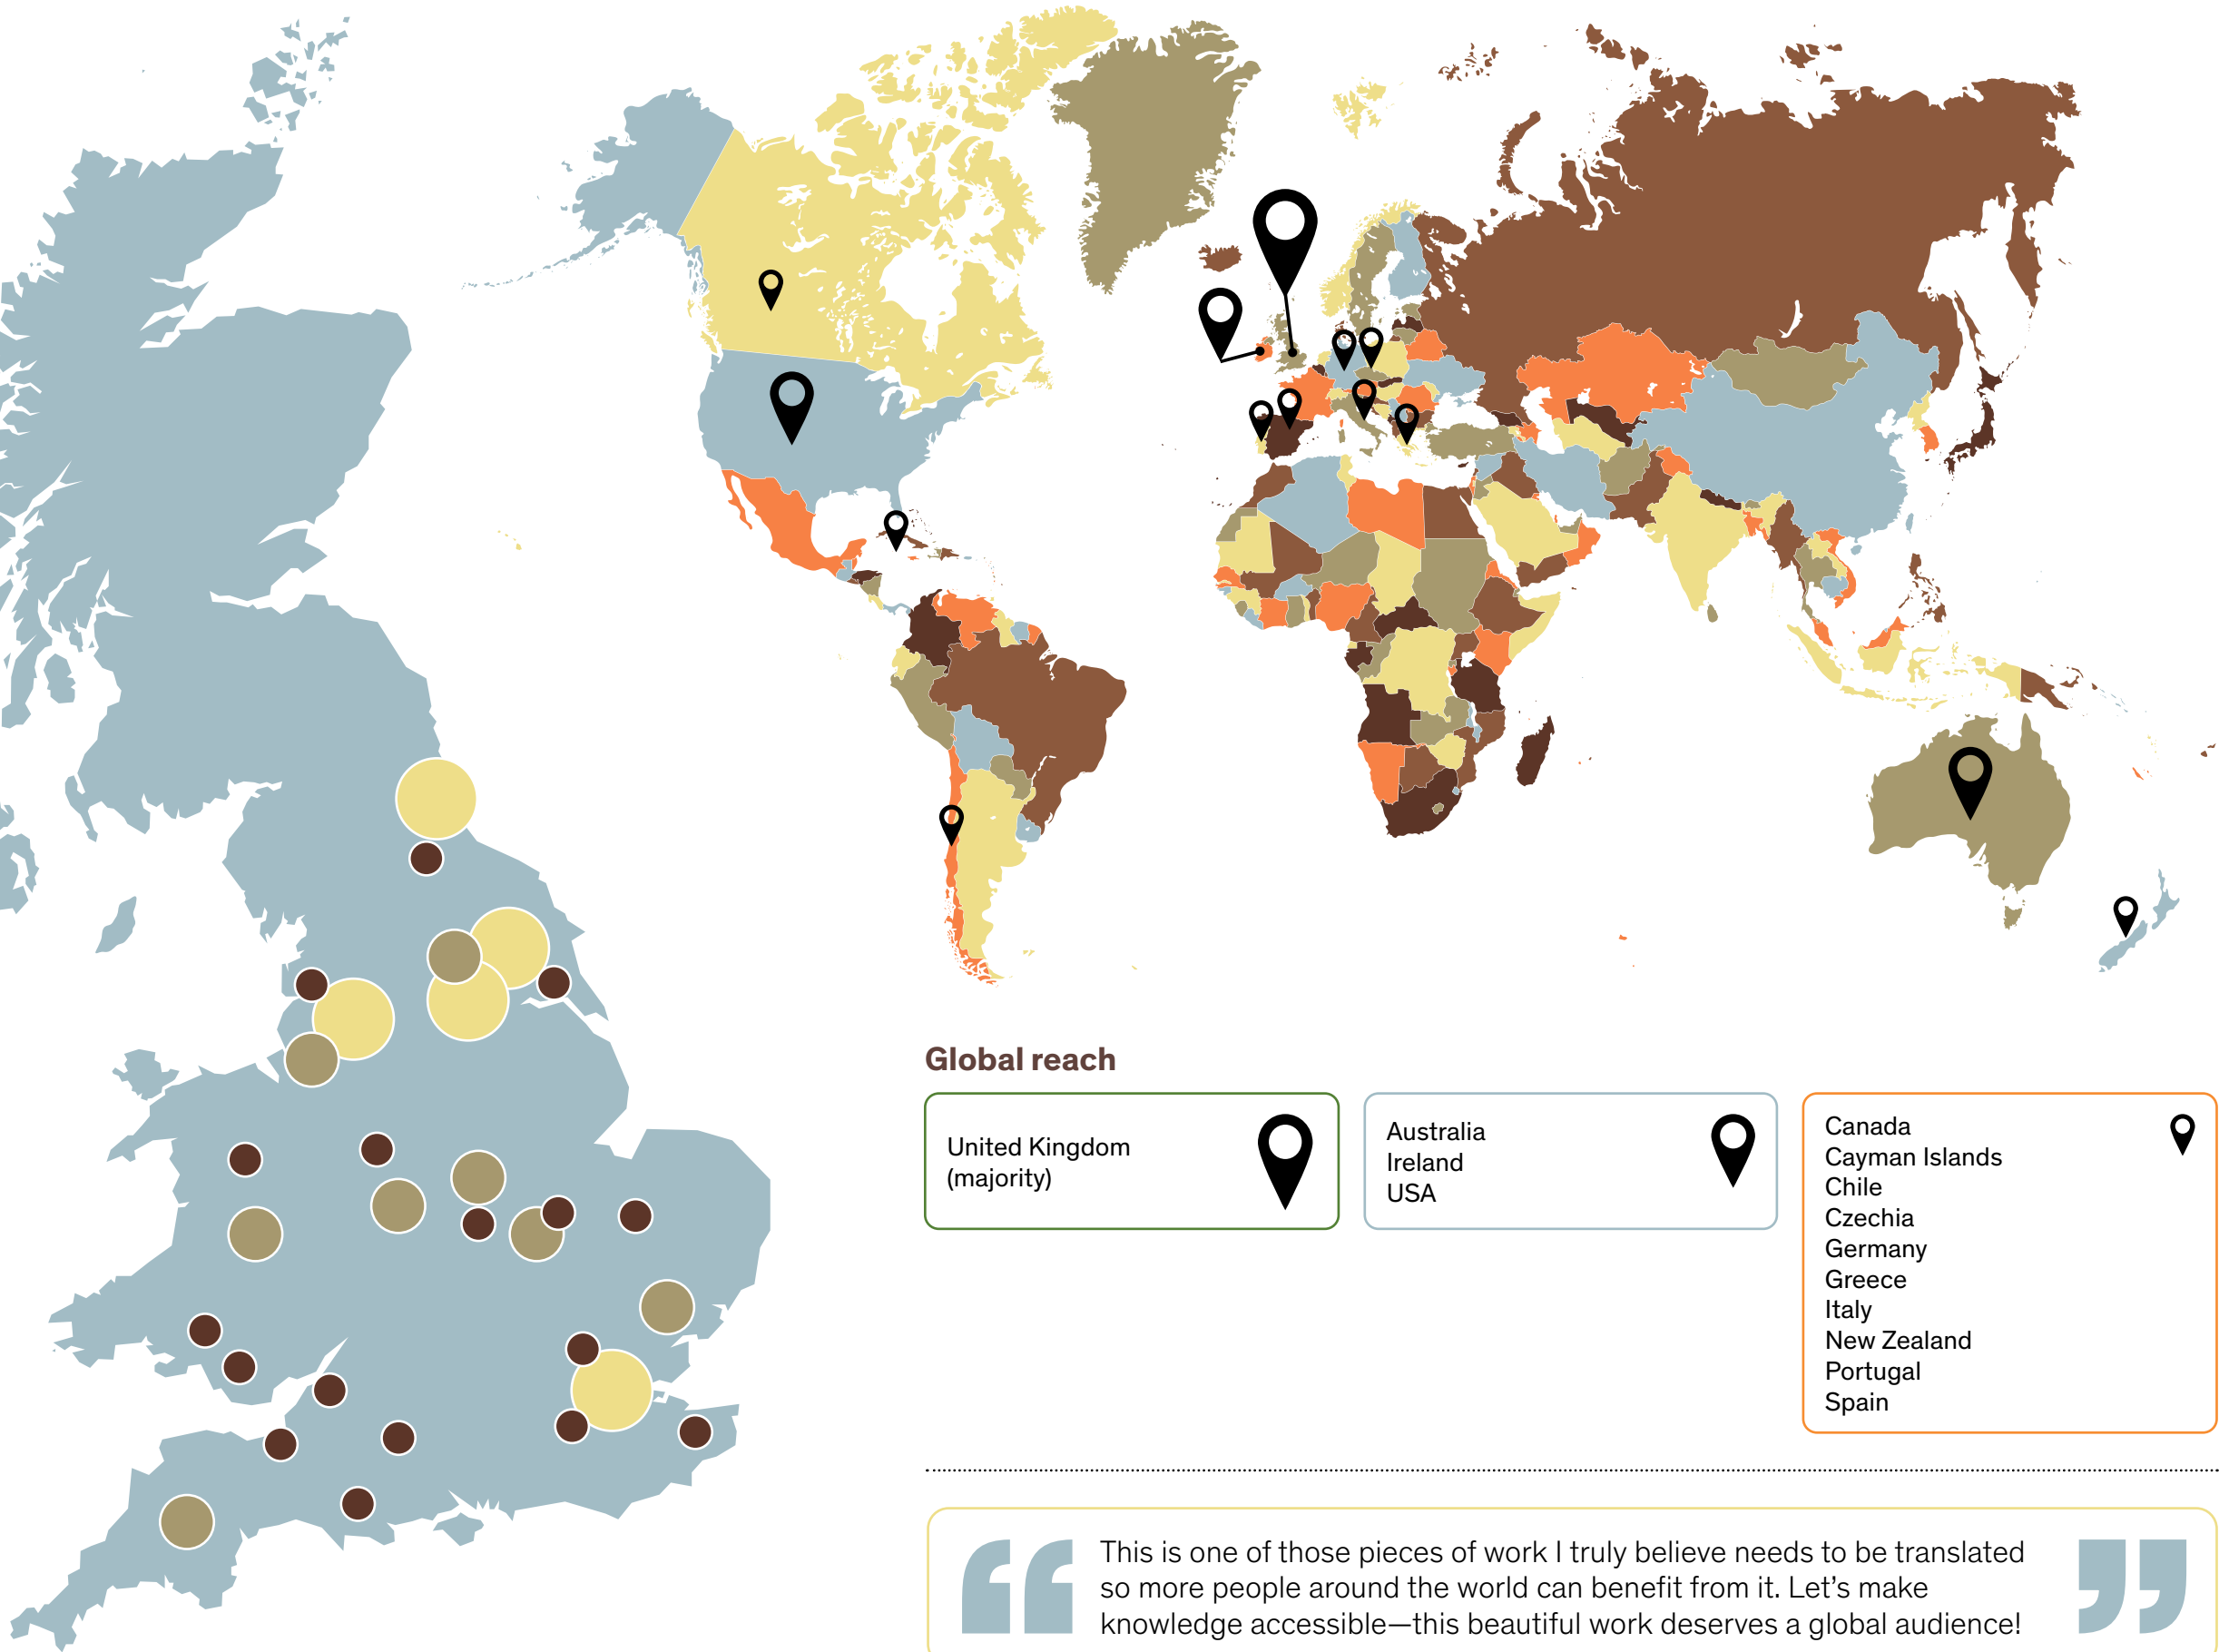 Global reach
United Kingdom
(majority)
Australia
Ireland
USA
Canada
Cayman Islands
Chile
Czechia
Germany
Greece
Italy
New Zealand
Portugal
Spain
This is one of those pieces of work I truly believe needs to be translated
so more people around the world can benefit from it. Let’s make
knowledge accessible—this beautiful work deserves a global audience!